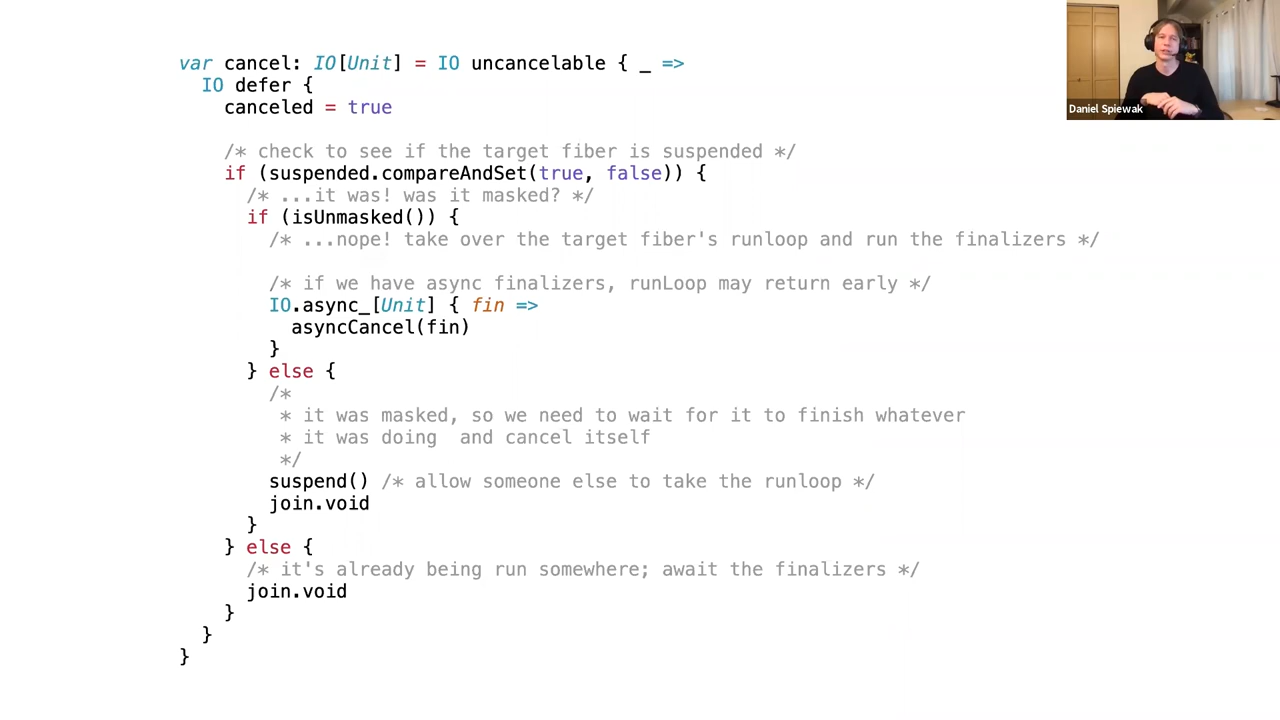 var cancel: IO[Unit] = IO uncancelable { _ =>
  IO defer {
    canceled = true

    /* check to see if the target fiber is suspended */
    if (suspended.compareAndSet(true, false)) {
      /* ...it was! was it masked? */
      if (isUnmasked()) {
        /* ...nope! take over the target fiber's runloop and run the finalizers */

        /* if we have async finalizers, runLoop may return early */
        IO.async_[Unit] { fin =>
          asyncCancel(fin)
        }
      } else {
        /*
         * it was masked, so we need to wait for it to finish whatever
         * it was doing  and cancel itself
         */
        suspend() /* allow someone else to take the runloop */
        join.void
      }
    } else {
      /* it's already being run somewhere; await the finalizers */
      join.void
    }
  }
}
Daniel Spiewak